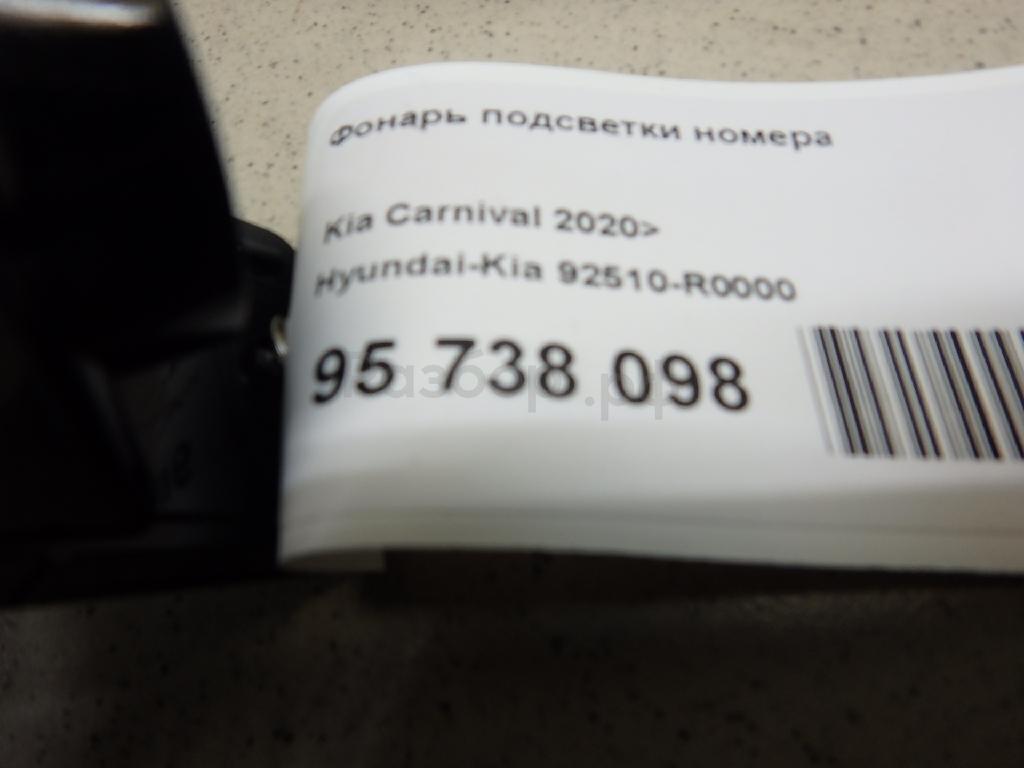 Фонарь подсветки номера
Kia Carnival 2020>
Hyundai-Kia 92510-R0000
95 738 098